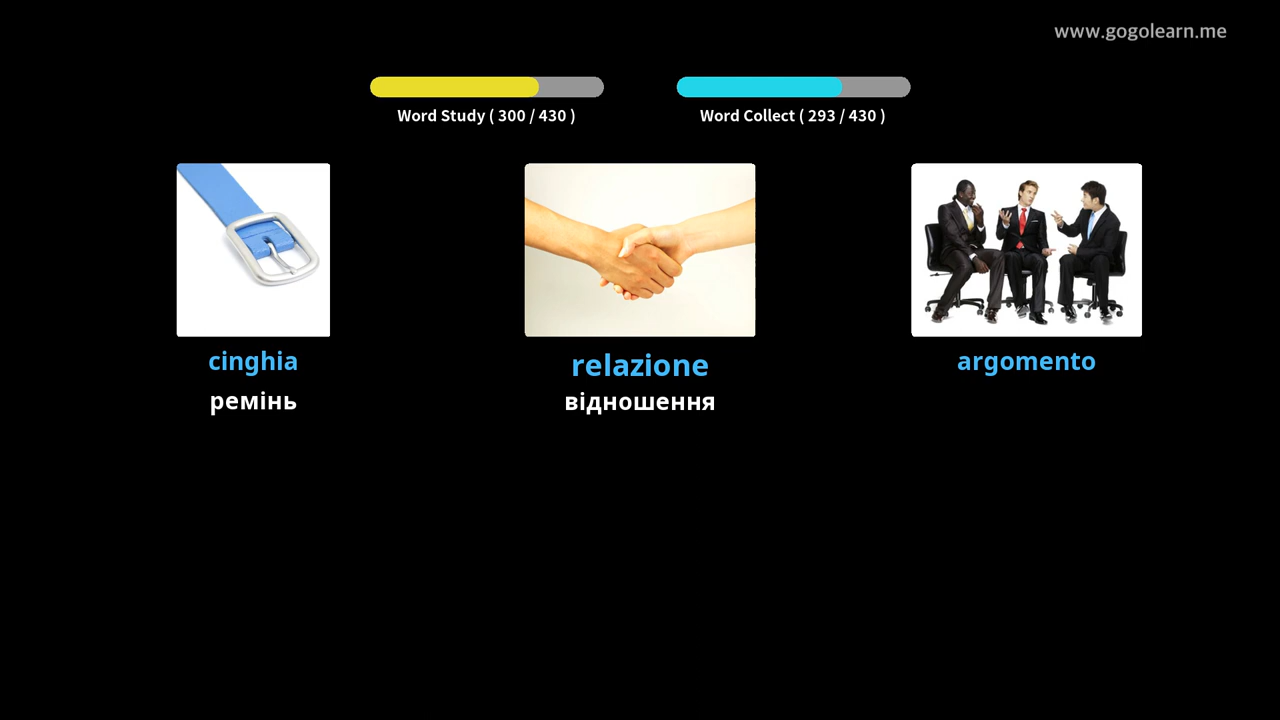 www.gogolearn.me
Word Study ( 300 / 430 )
Word Collect ( 293 / 430 )
cinghia
ремінь
relazione
відношення
argomento